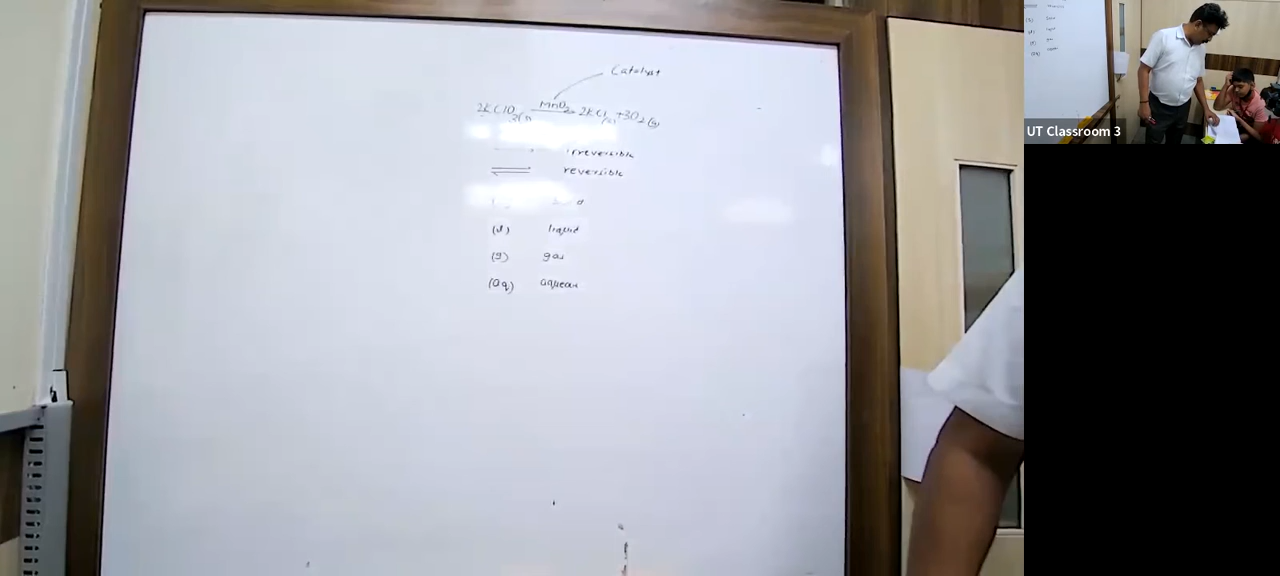 Catalyst
2KClO3(s) MnO2 → 2KCl(s) + 3O2(g)
irreversible
⇌ reversible
(l) liquid
(g) gas
(aq) aqueous
UT Classroom 3